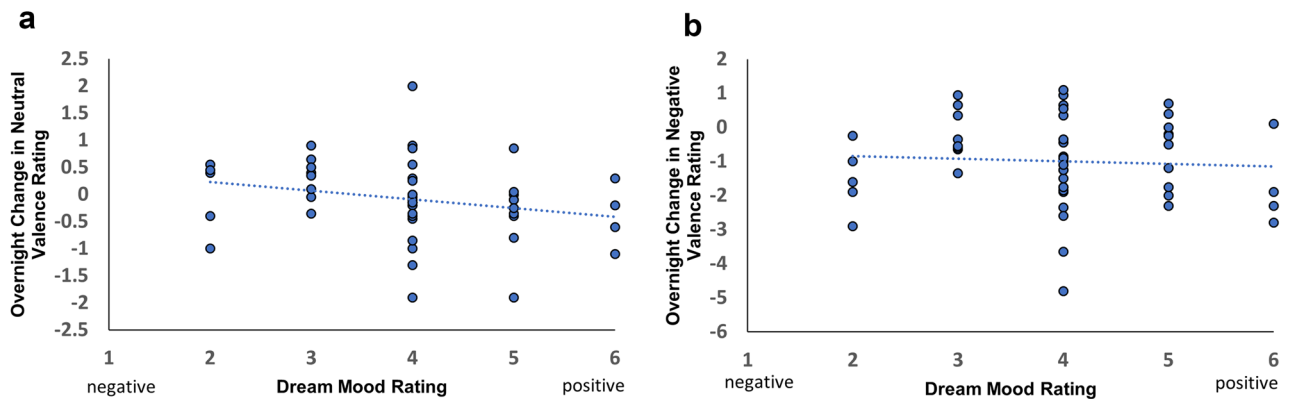 a
Overnight Change in Neutral
Valence Rating
2.5
2
1.5
1
0.5
0
-0.5
-1
-1.5
-2
-2.5
1 2 3 4 5 6
negative Dream Mood Rating positive
b
Overnight Change in Negative
Valence Rating
2
1
0
-1
-2
-3
-4
-5
-6
1 2 3 4 5 6
negative Dream Mood Rating positive